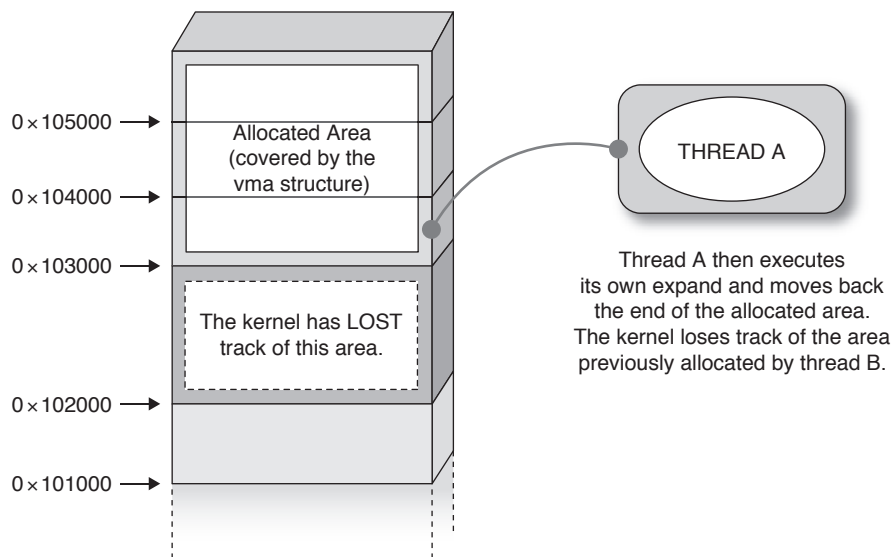 0×105000
Allocated Area
(covered by the
vma structure)
0×104000
0×103000
The kernel has LOST
track of this area.
0×102000
0×101000
THREAD A
Thread A then executes
its own expand and moves back
the end of the allocated area.
The kernel loses track of the area
previously allocated by thread B.